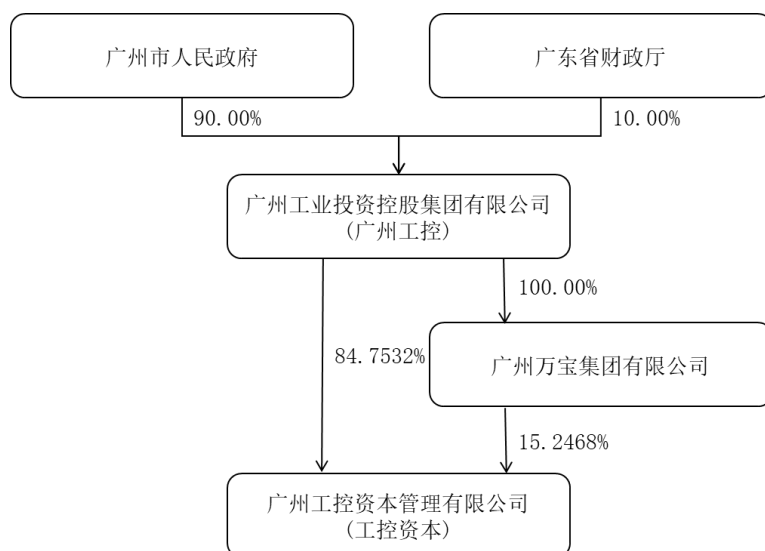 广州市人民政府
广东省财政厅
90.00%
10.00%
广州工业投资控股集团有限公司
(广州工控)
100.00%
84.7532%
广州万宝集团有限公司
15.2468%
广州工控资本管理有限公司
(工控资本)